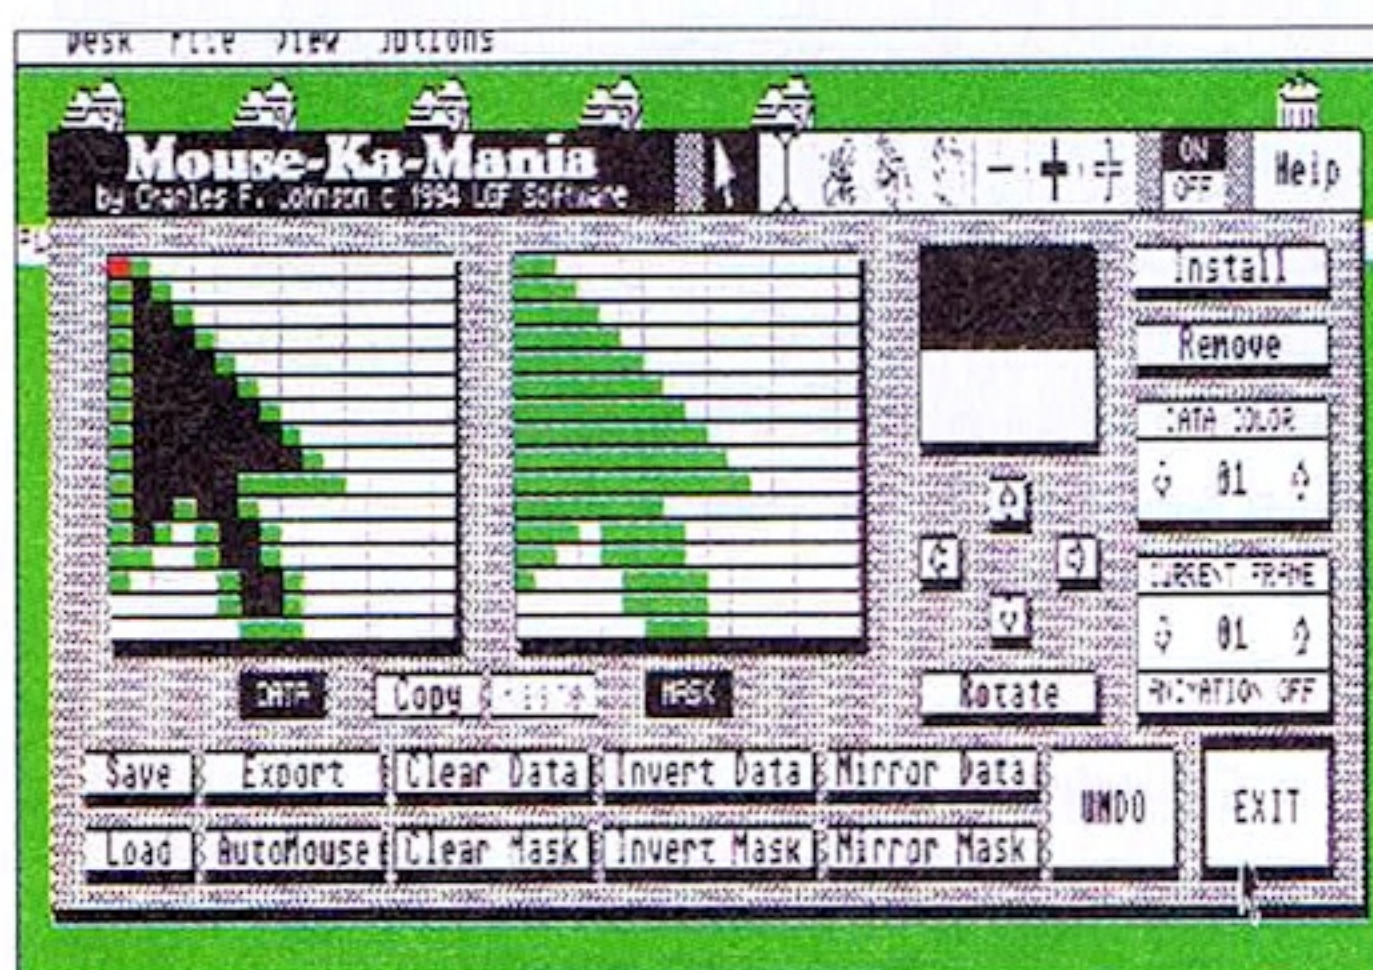 Desk File View Options
Mouse-Ka-Mania
by Charles F. Johnson c 1994 LGF Software
ON
OFF
Help
Install
Remove
DATA COLOR
01
CURRENT FRAME
01
ANIMATION OFF
DATA
Copy
MASK
Rotate
Save Export Clear Data Invert Data Mirror Data
UNDO EXIT
Load AutoMouse Clear Mask Invert Mask Mirror Mask